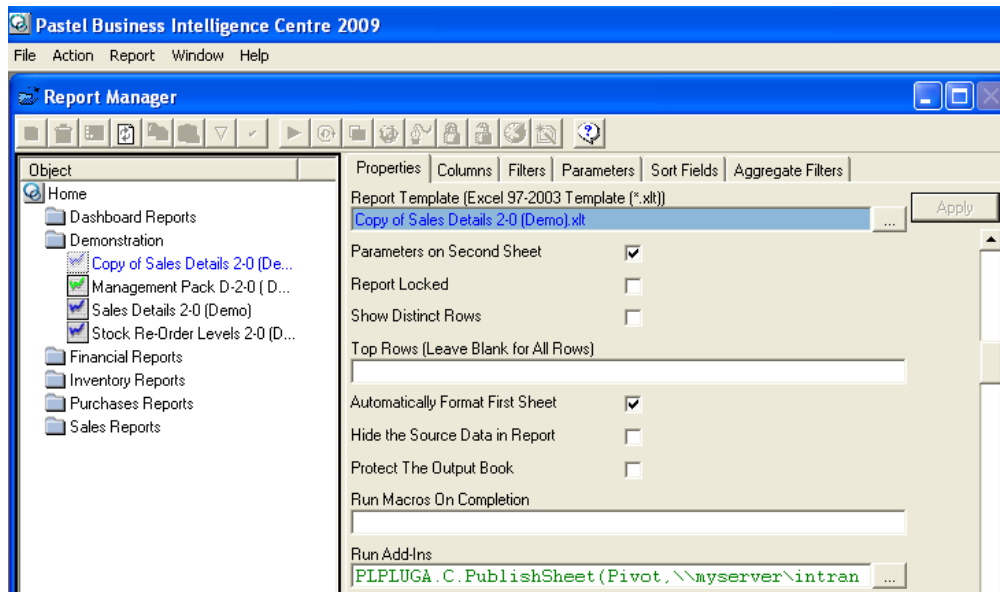 Pastel Business Intelligence Centre 2009
File Action Report Window Help
Report Manager
Object
Home
Dashboard Reports
Demonstration
Copy of Sales Details 2-0 (De...
Management Pack D-2-0 ( D...
Sales Details 2-0 (Demo)
Stock Re-Order Levels 2-0 (D...
Financial Reports
Inventory Reports
Purchases Reports
Sales Reports
Properties Columns Filters Parameters Sort Fields Aggregate Filters
Report Template (Excel 97-2003 Template (*.xlt))
Copy of Sales Details 2-0 (Demo).xlt ...
Apply
Parameters on Second Sheet
Report Locked
Show Distinct Rows
Top Rows (Leave Blank for All Rows)
Automatically Format First Sheet
Hide the Source Data in Report
Protect The Output Book
Run Macros On Completion
Run Add-Ins
PLPLUGA.C.PublishSheet(Pivot,\\myserver\intran ...